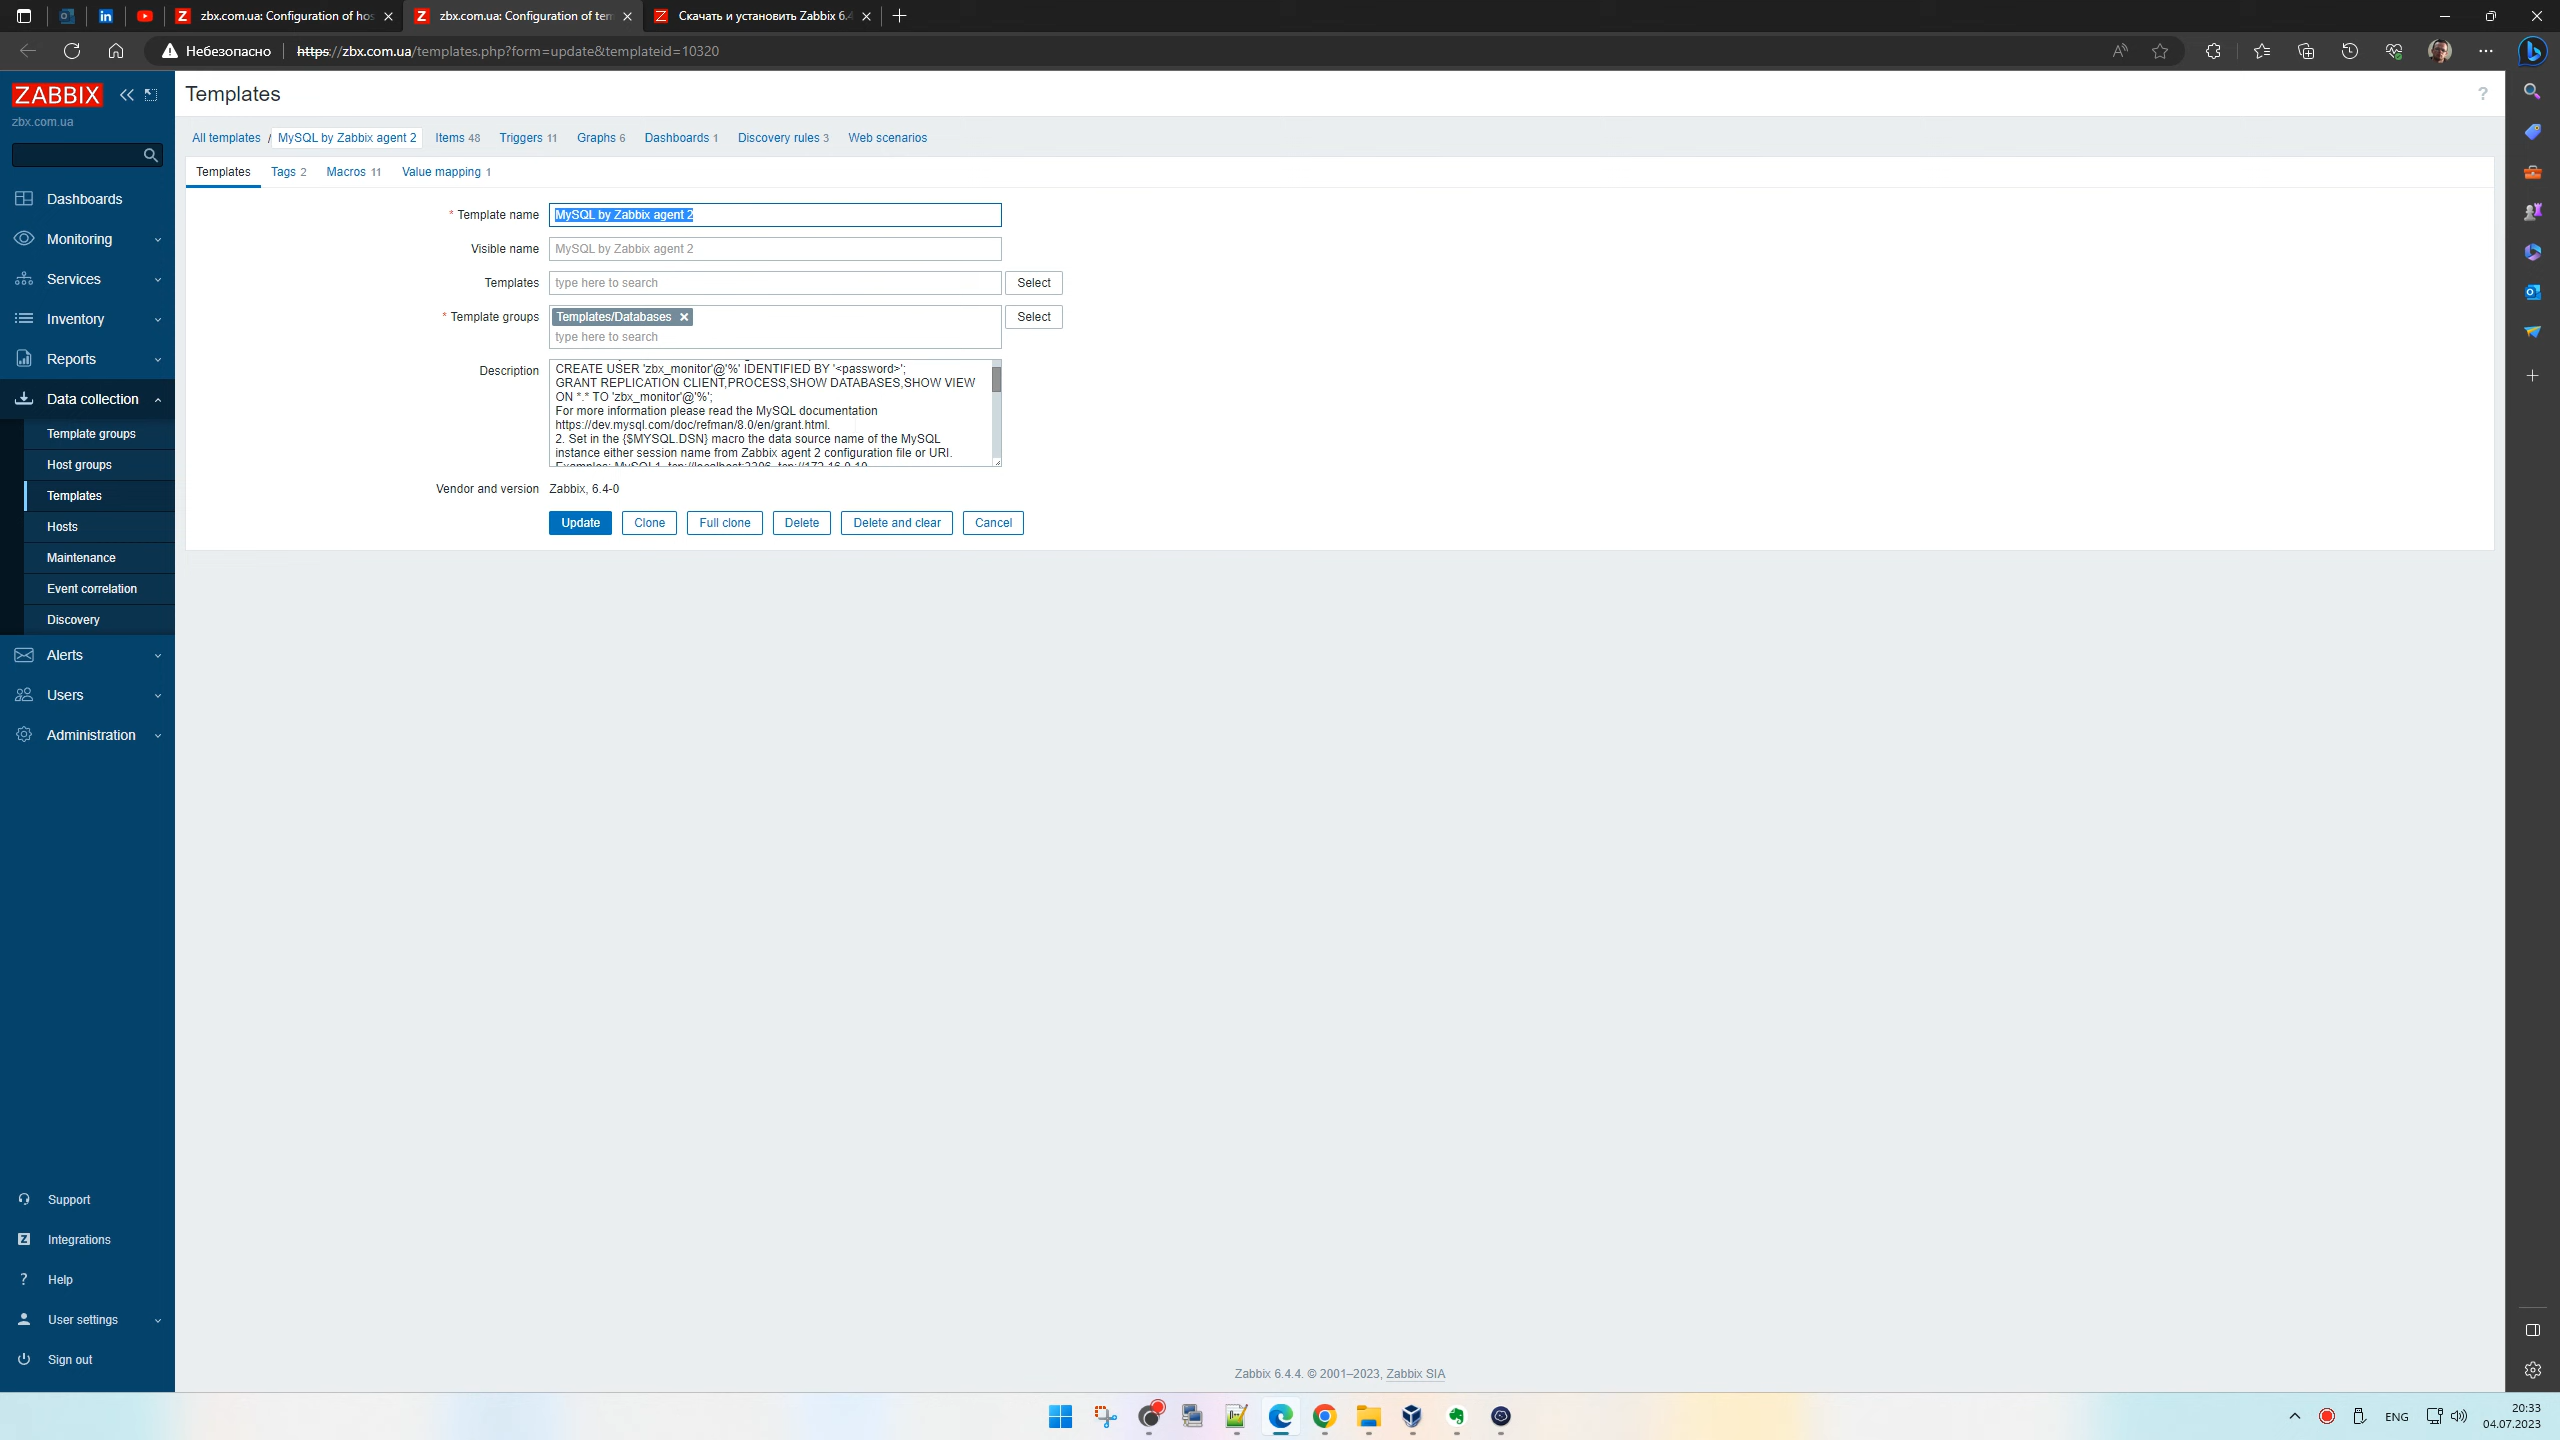 zbx.com.ua: Configuration of hos
zbx.com.ua: Configuration of tem
Скачать и установить Zabbix 6.4
Небезопасно
https://zbx.com.ua/templates.php?form=update&templateid=10320
ZABBIX
zbx.com.ua
Dashboards
Monitoring
Services
Inventory
Reports
Data collection
Template groups
Host groups
Templates
Hosts
Maintenance
Event correlation
Discovery
Alerts
Users
Administration
Support
Integrations
Help
User settings
Sign out
Templates
?
All templates / MySQL by Zabbix agent 2 Items 48 Triggers 11 Graphs 6 Dashboards 1 Discovery rules 3 Web scenarios
Templates Tags 2 Macros 11 Value mapping 1
* Template name MySQL by Zabbix agent 2
Visible name MySQL by Zabbix agent 2
Templates type here to search Select
* Template groups Templates/Databases Select
type here to search
Description CREATE USER 'zbx_monitor'@'%' IDENTIFIED BY '<password>';
GRANT REPLICATION CLIENT,PROCESS,SHOW DATABASES,SHOW VIEW
ON *.* TO 'zbx_monitor'@'%';
For more information please read the MySQL documentation
https://dev.mysql.com/doc/refman/8.0/en/grant.html.
2. Set in the {$MYSQL.DSN} macro the data source name of the MySQL
instance either session name from Zabbix agent 2 configuration file or URI.
Examples: MySQL1, tcp://localhost:3306, tcp://172.16.0.10,
Vendor and version Zabbix, 6.4-0
Update Clone Full clone Delete Delete and clear Cancel
Zabbix 6.4.4. © 2001–2023, Zabbix SIA
ENG
20:33
04.07.2023